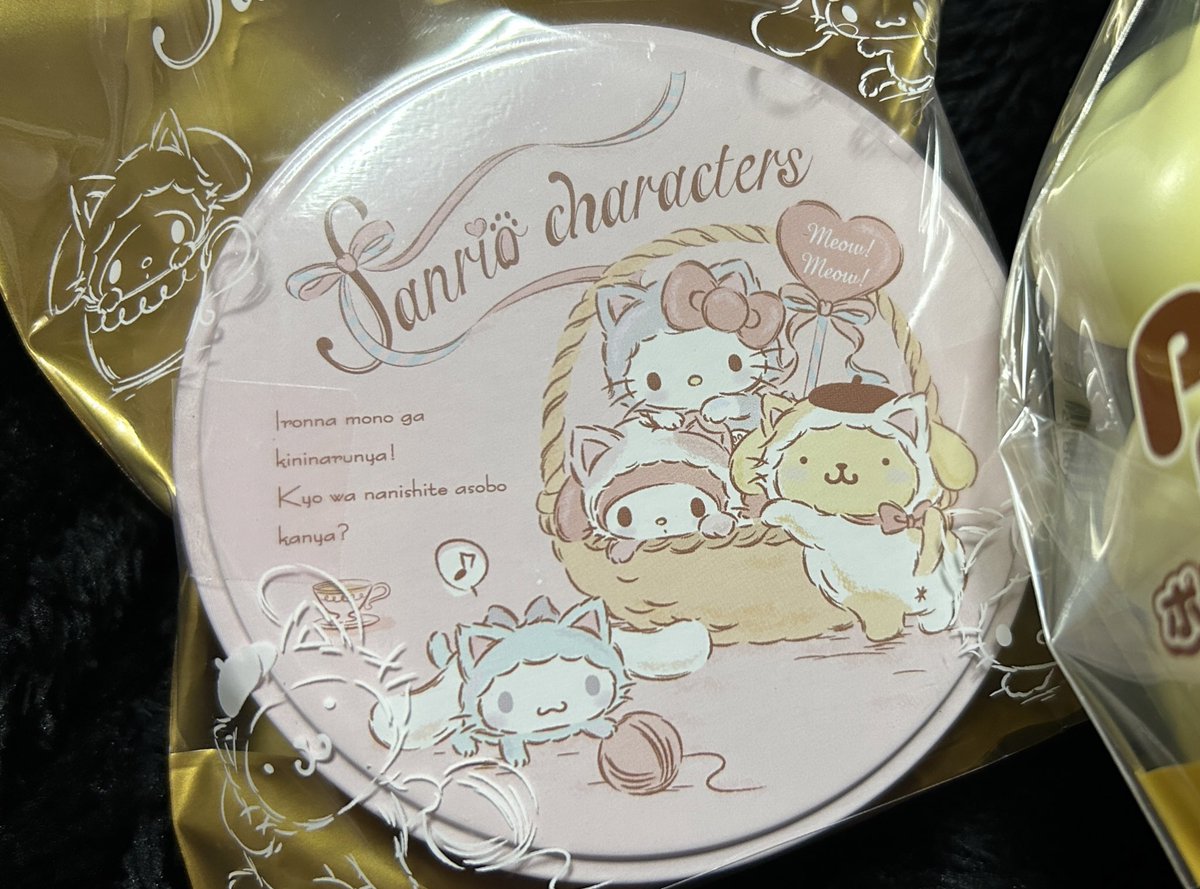 Sanrio characters
Meow!
Meow!
Ironna mono ga
kininarunya!
Kyo wa nanishite asobo
kanya?